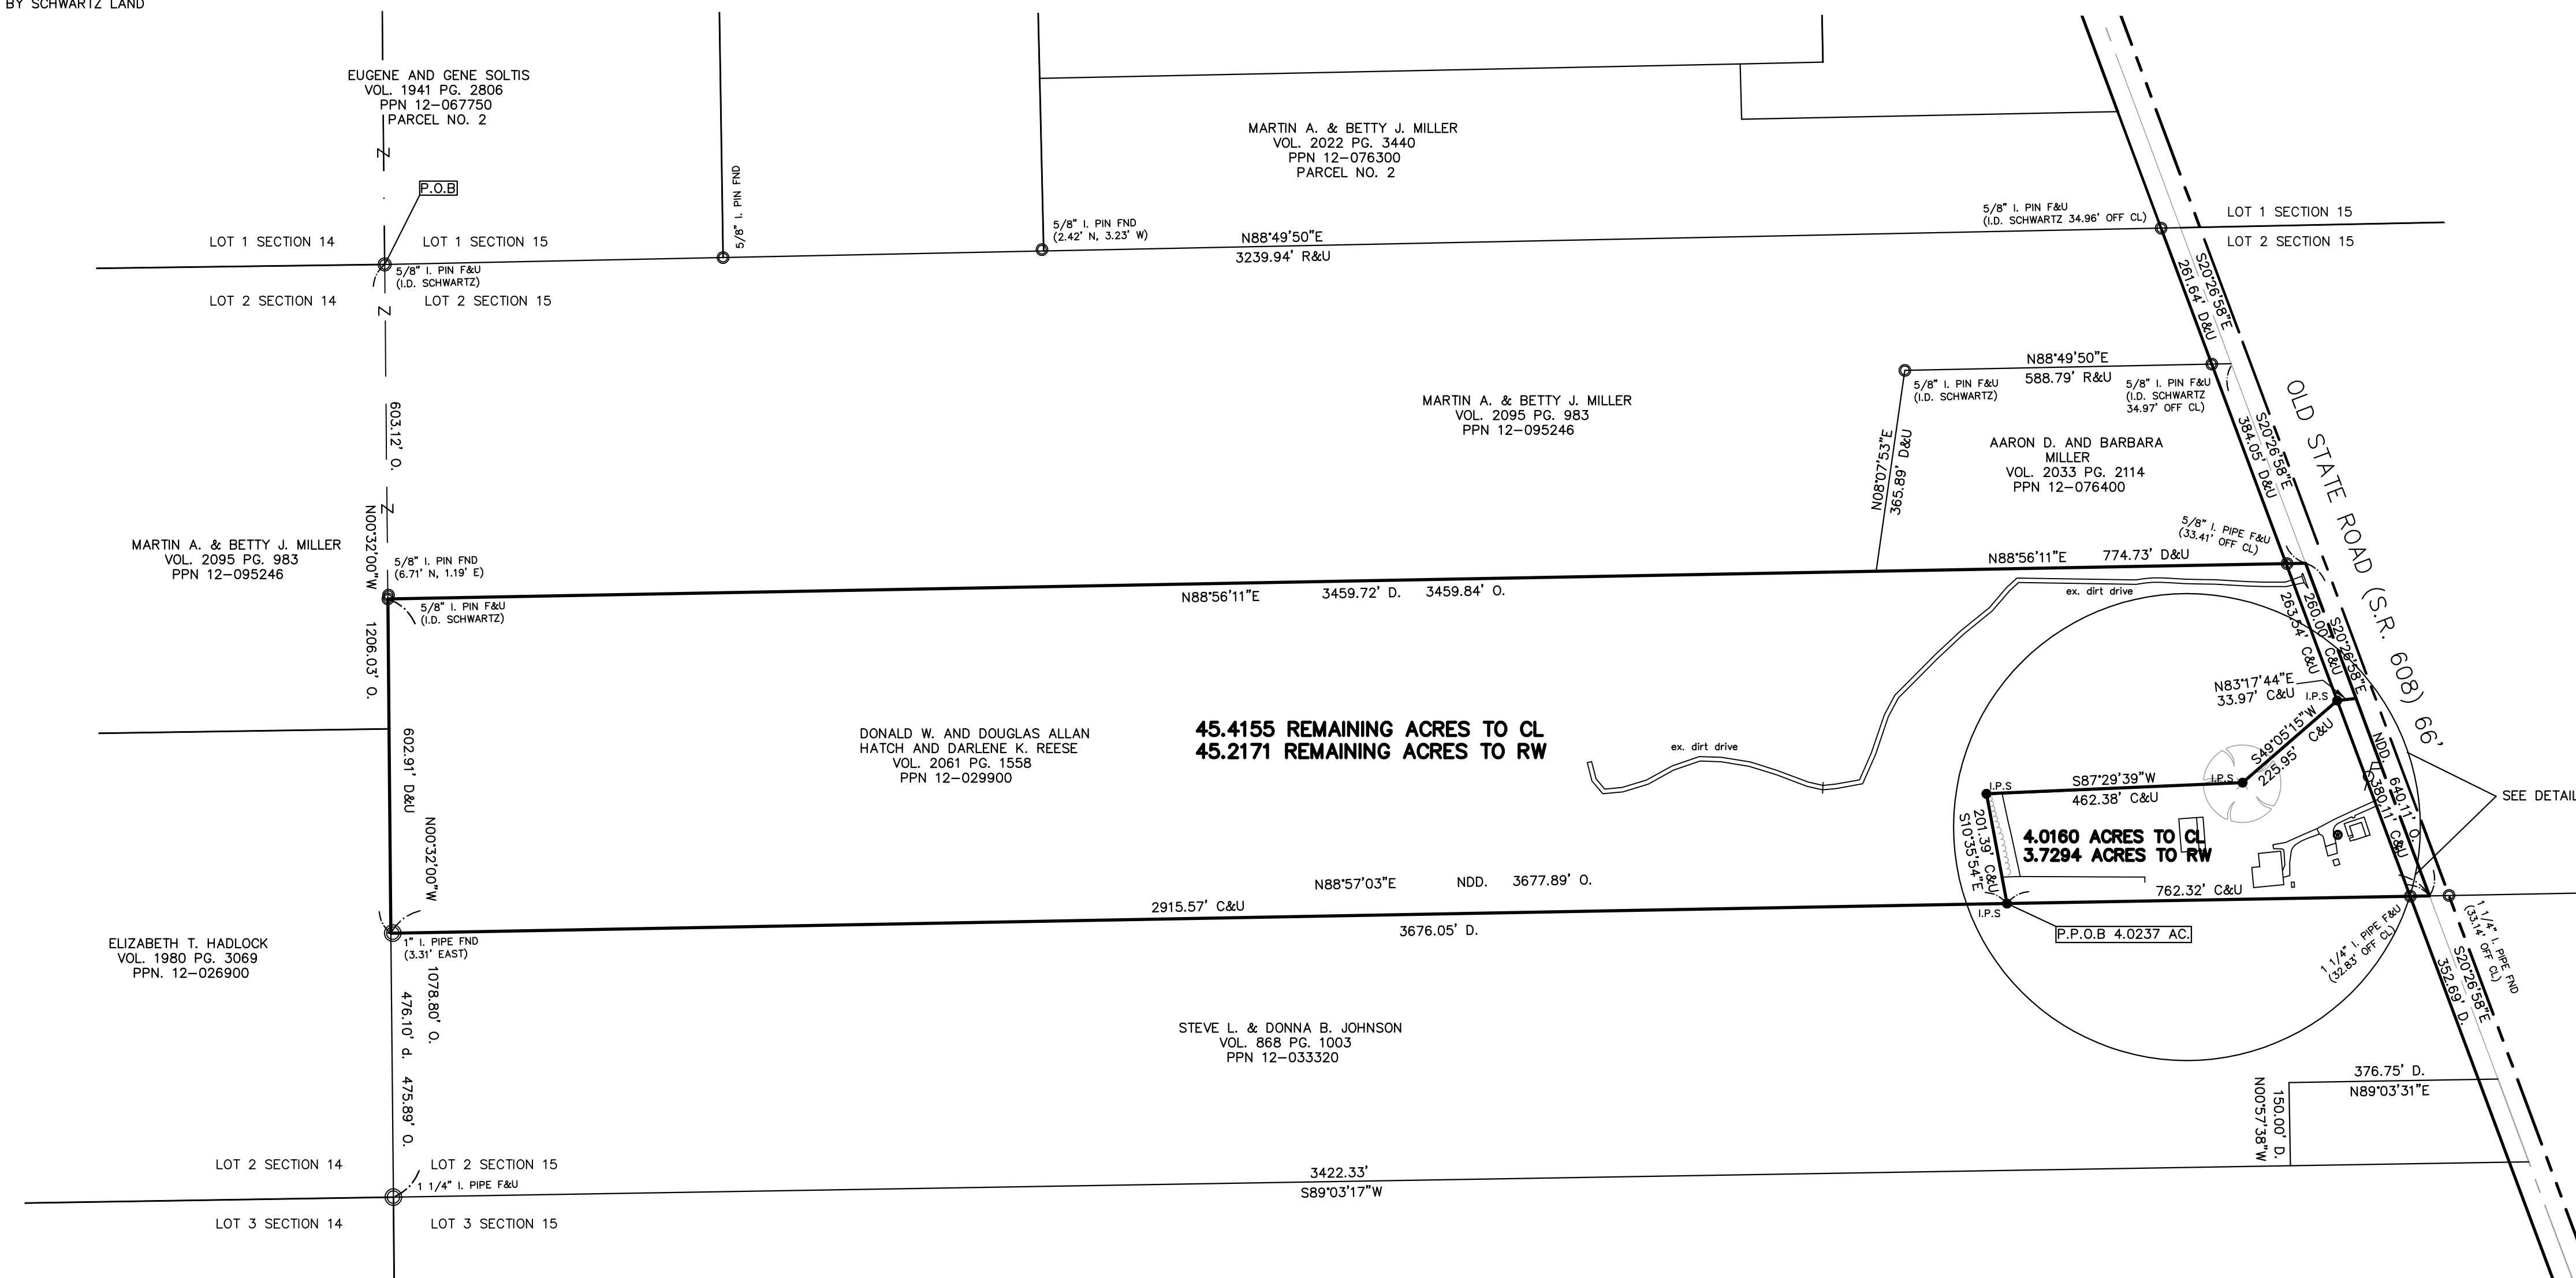 BY SCHWARTZ LAND
EUGENE AND GENE SOLTIS
VOL. 1941 PG. 2806
PPN 12-067750
PARCEL NO. 2
Z
P.O.B
5/8" I. PIN FND
MARTIN A. & BETTY J. MILLER
VOL. 2022 PG. 3440
PPN 12-076300
PARCEL NO. 2
5/8" I. PIN FND
(2.42' N, 3.23' W)
N88°49'50"E
3239.94' R&U
5/8" I. PIN F&U
(I.D. SCHWARTZ 34.96' OFF CL)
LOT 1 SECTION 15
LOT 2 SECTION 15
LOT 1 SECTION 14
LOT 1 SECTION 15
5/8" I. PIN F&U
(I.D. SCHWARTZ)
LOT 2 SECTION 14
LOT 2 SECTION 15
Z
S20°26'58"E
261.64' D&U
N88°49'50"E
588.79' R&U
5/8" I. PIN F&U
(I.D. SCHWARTZ)
5/8" I. PIN F&U
(I.D. SCHWARTZ
34.97' OFF CL)
603.12' O.
MARTIN A. & BETTY J. MILLER
VOL. 2095 PG. 983
PPN 12-095246
N08°07'53"E
365.89' D&U
AARON D. AND BARBARA
MILLER
VOL. 2033 PG. 2114
PPN 12-076400
S20°26'58"E
384.05' D&U
OLD STATE ROAD (S.R. 608) 66'
Z
N00°32'00"W
1206.03' O.
MARTIN A. & BETTY J. MILLER
VOL. 2095 PG. 983
PPN 12-095246
5/8" I. PIN FND
(6.71' N, 1.19' E)
5/8" I. PIN F&U
(I.D. SCHWARTZ)
5/8" I. PIPE F&U
(33.41' OFF CL)
N88°56'11"E 774.73' D&U
N88°56'11"E 3459.72' D. 3459.84' O.
ex. dirt drive
263.54' C&U
260.00' C&U
S20°26'58"E
N83°17'44"E
33.97' C&U
I.P.S
602.91' D&U
DONALD W. AND DOUGLAS ALLAN
HATCH AND DARLENE K. REESE
VOL. 2061 PG. 1558
PPN 12-029900
45.4155 REMAINING ACRES TO CL
45.2171 REMAINING ACRES TO RW
ex. dirt drive
S49°05'15"W
225.95' C&U
NDD. 640.11' O.
380.11' C&U
SEE DETAIL
I.P.S
S87°29'39"W
462.38' C&U
I.P.S
201.39' C&U
S10°35'54"E
4.0160 ACRES TO CL
3.7294 ACRES TO RW
N00°32'00"W
N88°57'03"E NDD. 3677.89' O.
2915.57' C&U
762.32' C&U
3676.05' D.
I.P.S
P.P.O.B 4.0237 AC.
1 1/4" I. PIPE F&U
(32.83' OFF CL)
1 1/4" I. PIPE FND
(33.14' OFF CL)
S20°26'58"E
352.69' D.
ELIZABETH T. HADLOCK
VOL. 1980 PG. 3069
PPN. 12-026900
1" I. PIPE FND
(3.31' EAST)
1078.80' O.
476.10' d. 475.89' O.
STEVE L. & DONNA B. JOHNSON
VOL. 868 PG. 1003
PPN 12-033320
376.75' D.
N89°03'31"E
150.00' D.
N00°57'38"W
LOT 2 SECTION 14
LOT 2 SECTION 15
1 1/4" I. PIPE F&U
3422.33'
S89°03'17"W
LOT 3 SECTION 14
LOT 3 SECTION 15